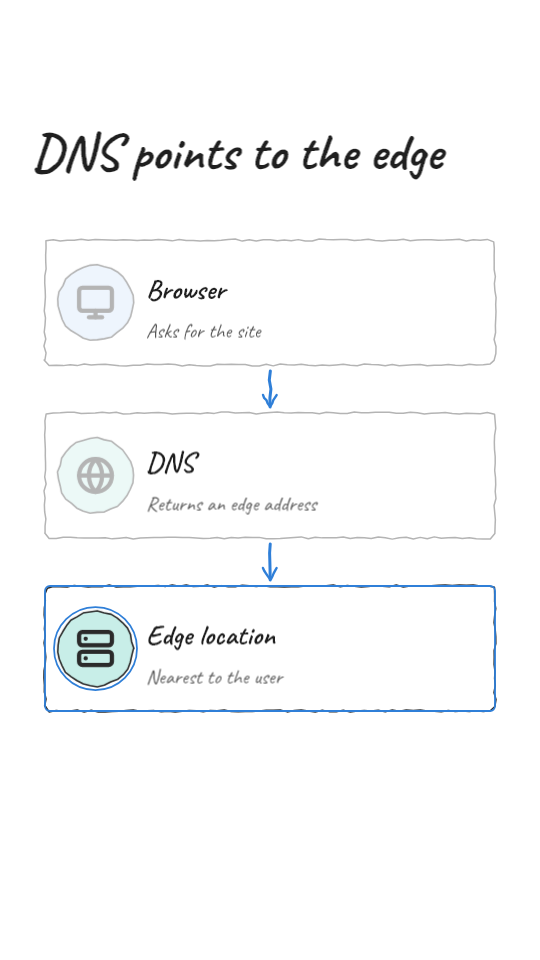 DNS points to the edge
Browser
Asks for the site
DNS
Returns an edge address
Edge location
Nearest to the user